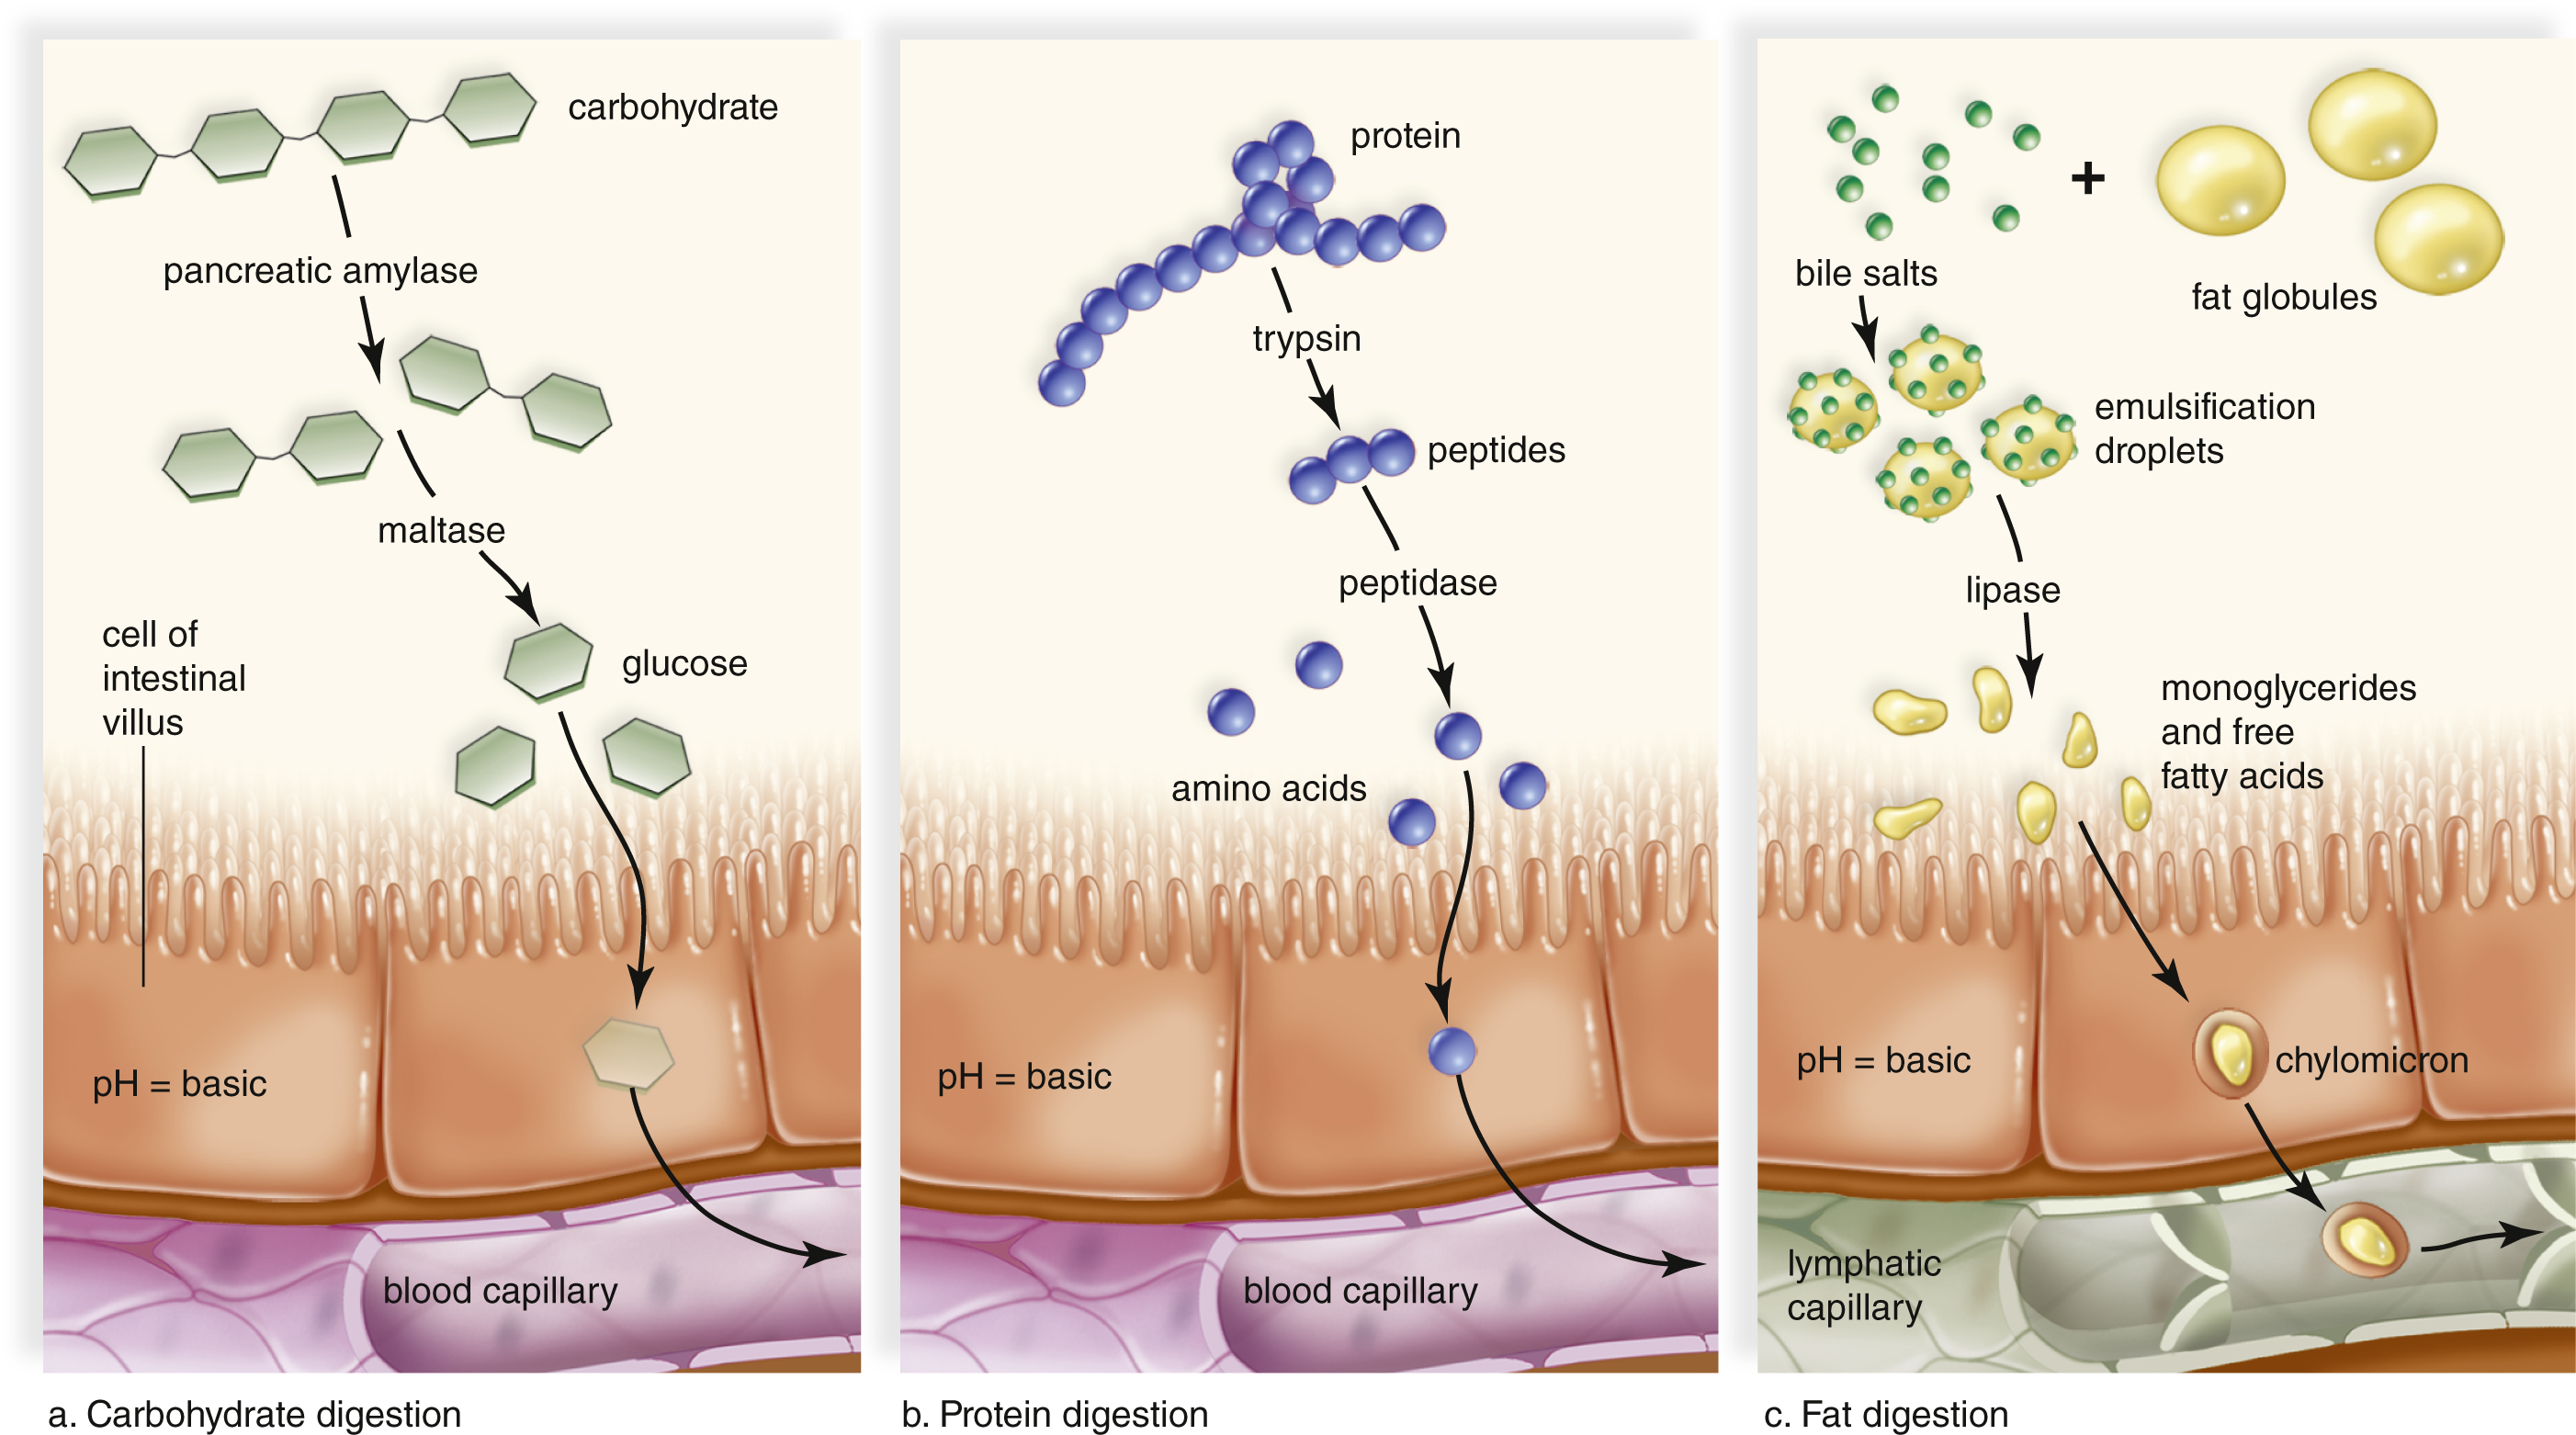 carbohydrate
pancreatic amylase
maltase
glucose
cell of
intestinal
villus
pH = basic
blood capillary
a. Carbohydrate digestion
protein
trypsin
peptides
peptidase
amino acids
pH = basic
blood capillary
b. Protein digestion
+
bile salts
fat globules
emulsification
droplets
lipase
monoglycerides
and free
fatty acids
pH = basic
chylomicron
lymphatic
capillary
c. Fat digestion